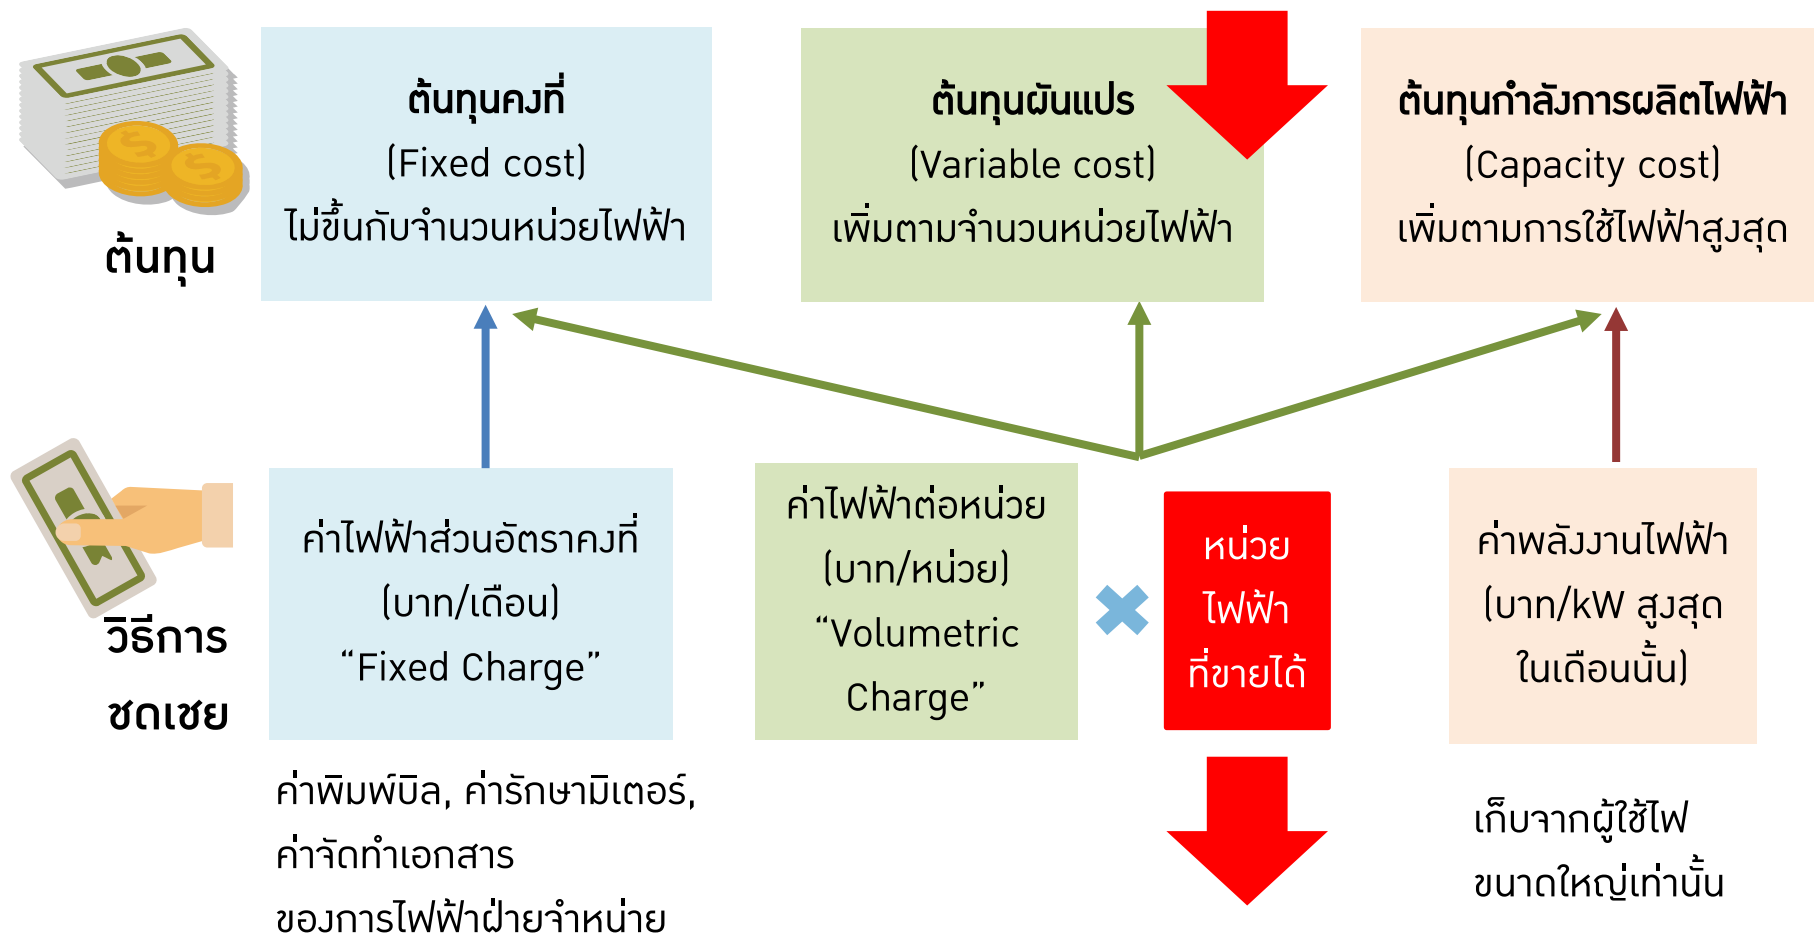 ต้นทุน
ต้นทุนคงที่
(Fixed cost)
ไม่ขึ้นกับจำนวนหน่วยไฟฟ้า
ต้นทุนผันแปร
(Variable cost)
เพิ่มตามจำนวนหน่วยไฟฟ้า
ต้นทุนกำลังการผลิตไฟฟ้า
(Capacity cost)
เพิ่มตามการใช้ไฟฟ้าสูงสุด
วิธีการ
ชดเชย
ค่าไฟฟ้าส่วนอัตราคงที่
(บาท/เดือน)
“Fixed Charge”
ค่าไฟฟ้าต่อหน่วย
(บาท/หน่วย)
“Volumetric
Charge”
หน่วย
ไฟฟ้า
ที่ขายได้
ค่าพลังงานไฟฟ้า
(บาท/kW สูงสุด
ในเดือนนั้น)
ค่าพิมพ์บิล, ค่ารักษามิเตอร์,
ค่าจัดทำเอกสาร
ของการไฟฟ้าฝ่ายจำหน่าย
เก็บจากผู้ใช้ไฟ
ขนาดใหญ่เท่านั้น